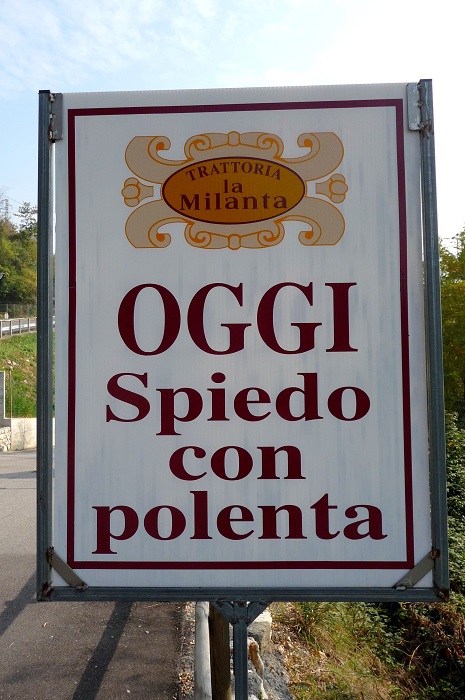 TRATTORIA
la
Milanta
OGGI
Spiedo
con
polenta